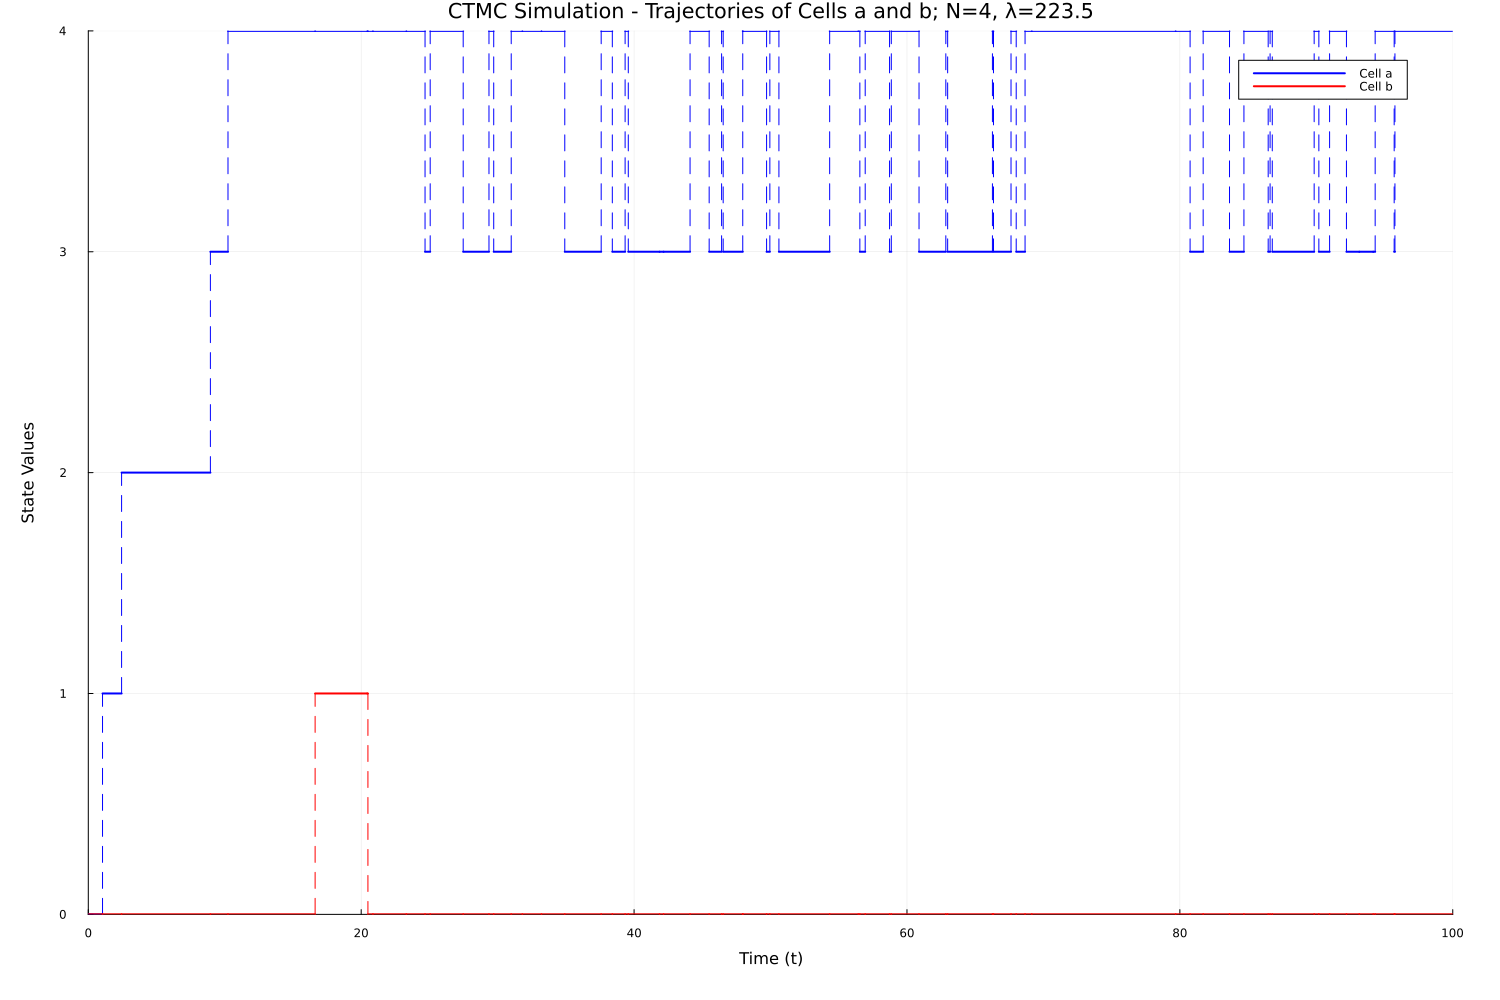 CTMC Simulation - Trajectories of Cells a and b; N=4, λ=223.5
4
Cell a
Cell b
3
State Values
2
1
0
0 20 40 60 80 100
Time (t)